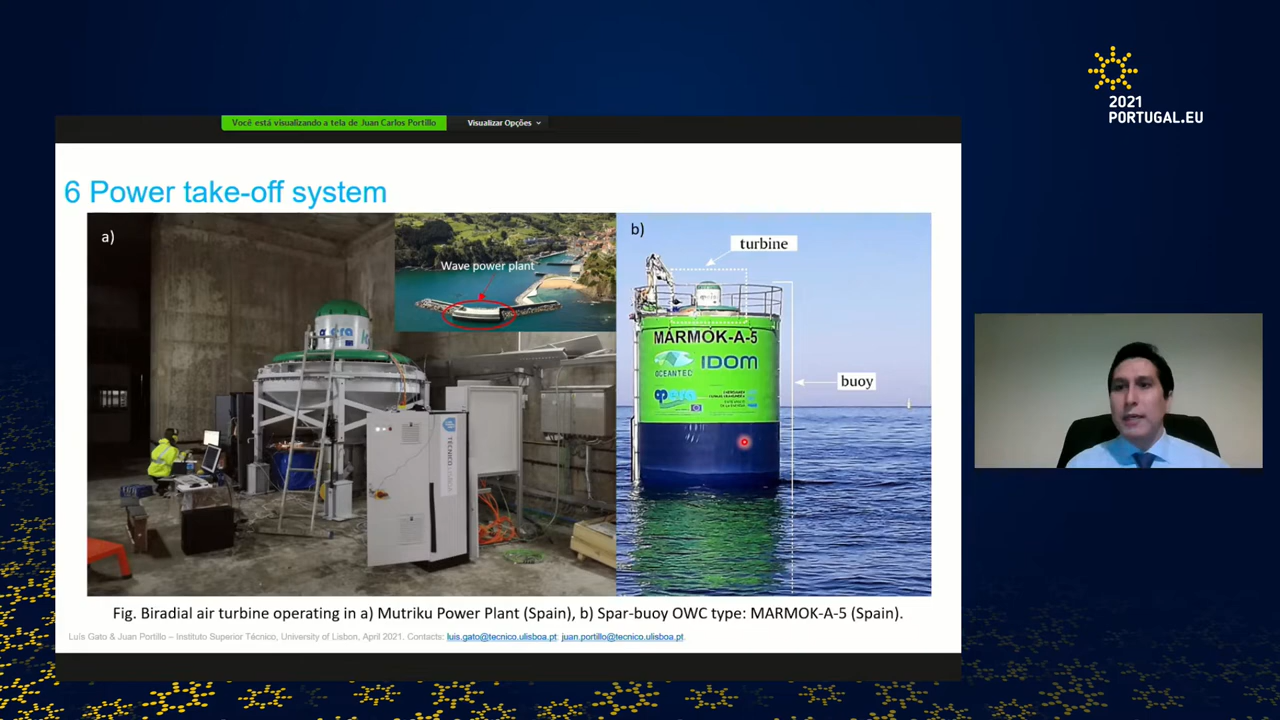 2021
PORTUGAL.EU
Você está visualizando a tela de Juan Carlos Portillo
Visualizar Opções
6 Power take-off system
a)
Wave power plant
b)
turbine
MARMOK-A-5
OCEANTEC
IDOM
opera
buoy
TÉCNICO LISBOA
Fig. Biradial air turbine operating in a) Mutriku Power Plant (Spain), b) Spar-buoy OWC type: MARMOK-A-5 (Spain).
Luís Gato & Juan Portillo – Instituto Superior Técnico, University of Lisbon, April 2021. Contacts: luis.gato@tecnico.ulisboa.pt; juan.portillo@tecnico.ulisboa.pt.